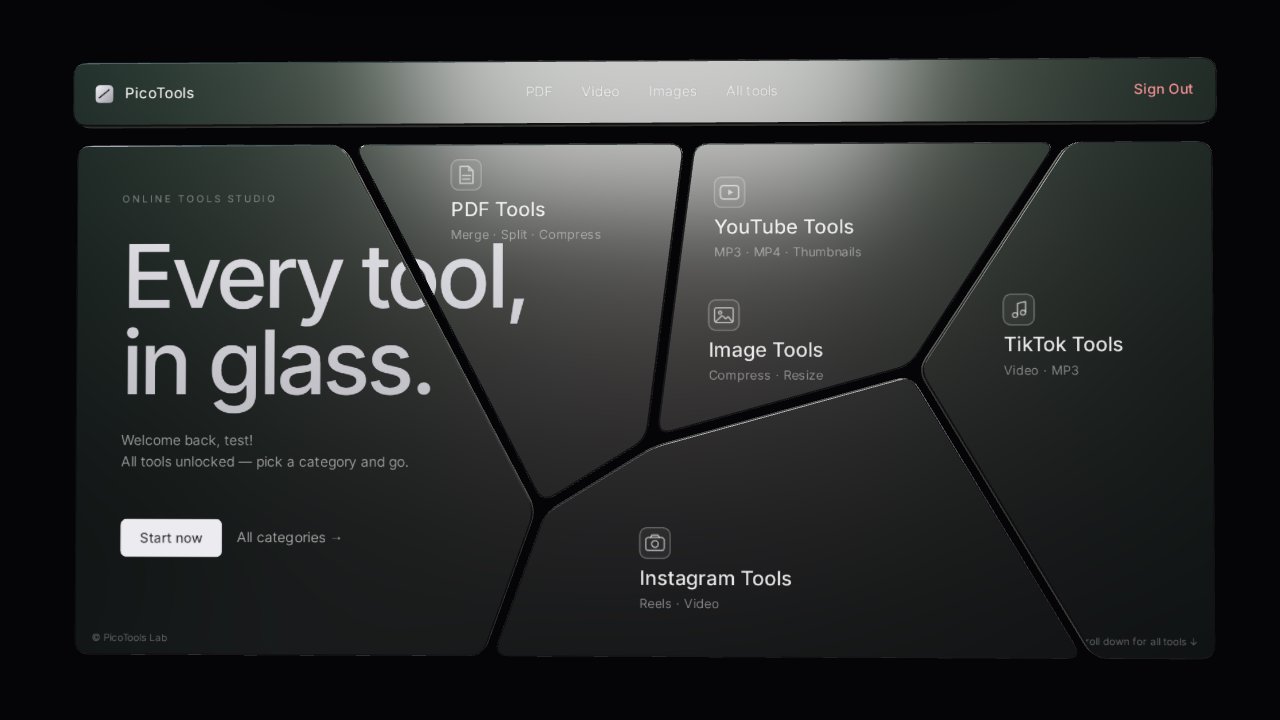 PicoTools
PDF
Video
Images
All tools
Sign Out
ONLINE TOOLS STUDIO
Every tool,
in glass.
Welcome back, test!
All tools unlocked — pick a category and go.
Start now
All categories →
© PicoTools Lab
PDF Tools
Merge · Split · Compress
YouTube Tools
MP3 · MP4 · Thumbnails
Image Tools
Compress · Resize
TikTok Tools
Video · MP3
Instagram Tools
Reels · Video
down for all tools ↓